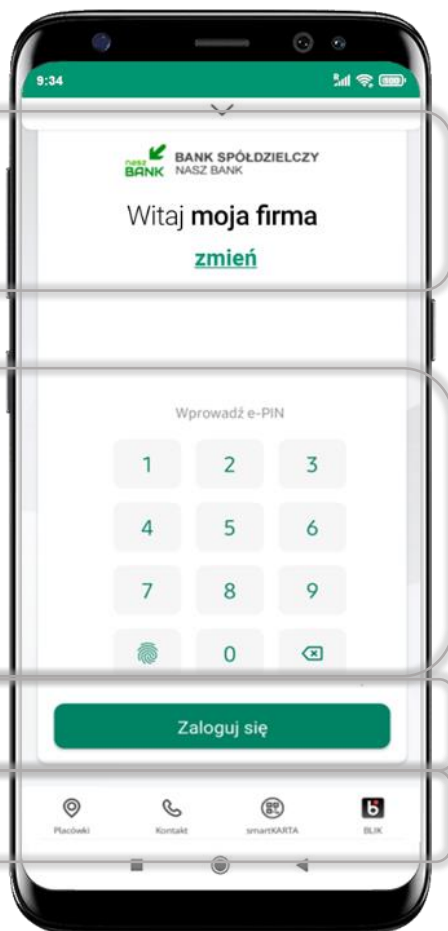 9:34
nasz BANK SPÓŁDZIELCZY
BANK NASZ BANK
Witaj moja firma
zmień
Wprowadź e-PIN
1 2 3
4 5 6
7 8 9
0
Zaloguj się
Placówki Kontakt smartKARTA BLIK